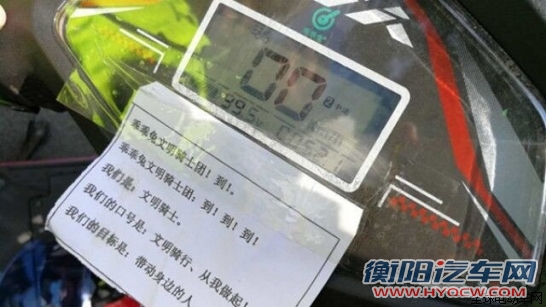 乖乖兔文明骑士团！到！。
乖乖兔文明骑士团：到！到！到！
我们是：文明骑士。
我们的口号是：文明骑行、从我做起！
我们的目标是：带动身边的人
衡阳汽车网
WWW.HYQCW.COM